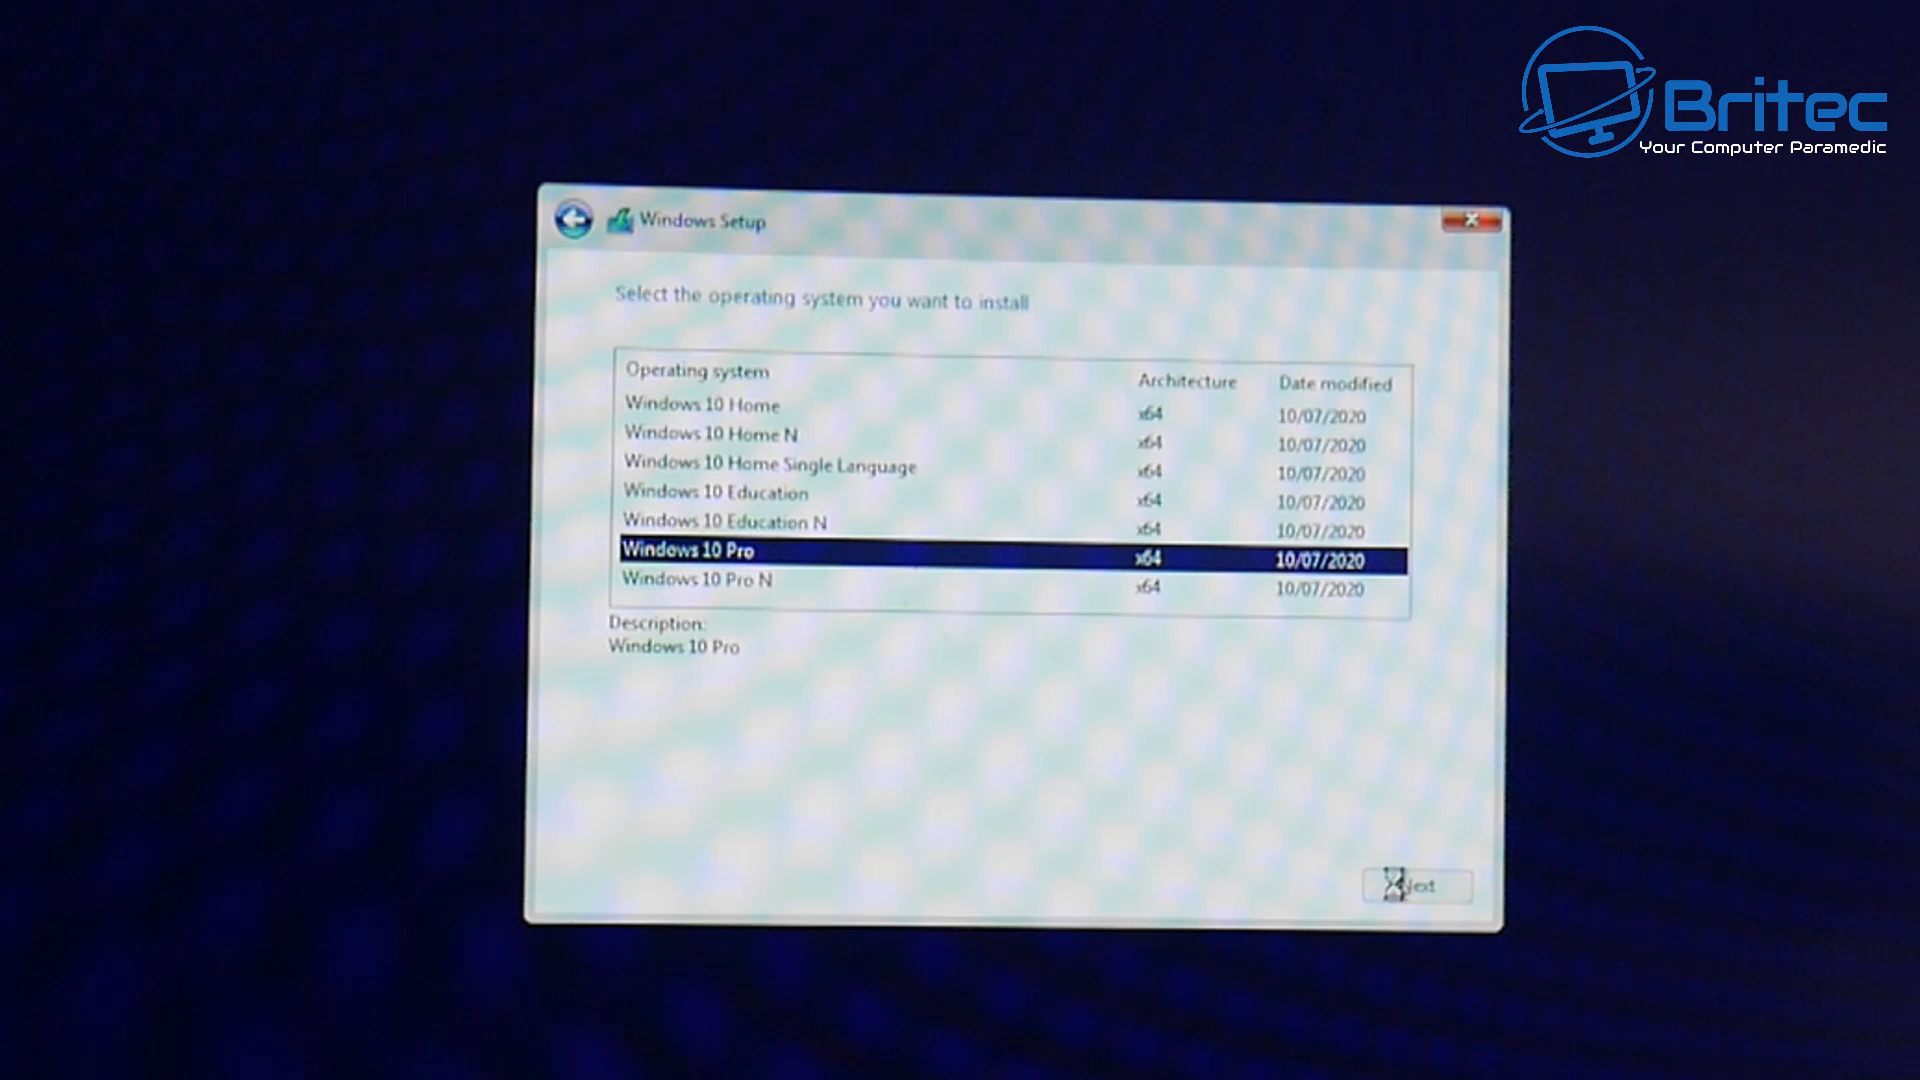 Britec
Your Computer Paramedic
Windows Setup
Select the operating system you want to install
Operating system Architecture Date modified
Windows 10 Home x64 10/07/2020
Windows 10 Home N x64 10/07/2020
Windows 10 Home Single Language x64 10/07/2020
Windows 10 Education x64 10/07/2020
Windows 10 Education N x64 10/07/2020
Windows 10 Pro x64 10/07/2020
Windows 10 Pro N x64 10/07/2020
Description:
Windows 10 Pro
Next